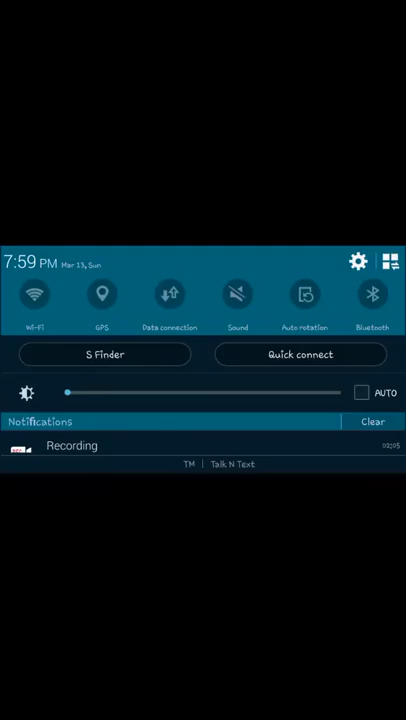 7:59 PM Mar 13, Sun
Wi-Fi GPS Data connection Sound Auto rotation Bluetooth
S Finder Quick connect
AUTO
Notifications Clear
Recording 02:05
TM | Talk N Text